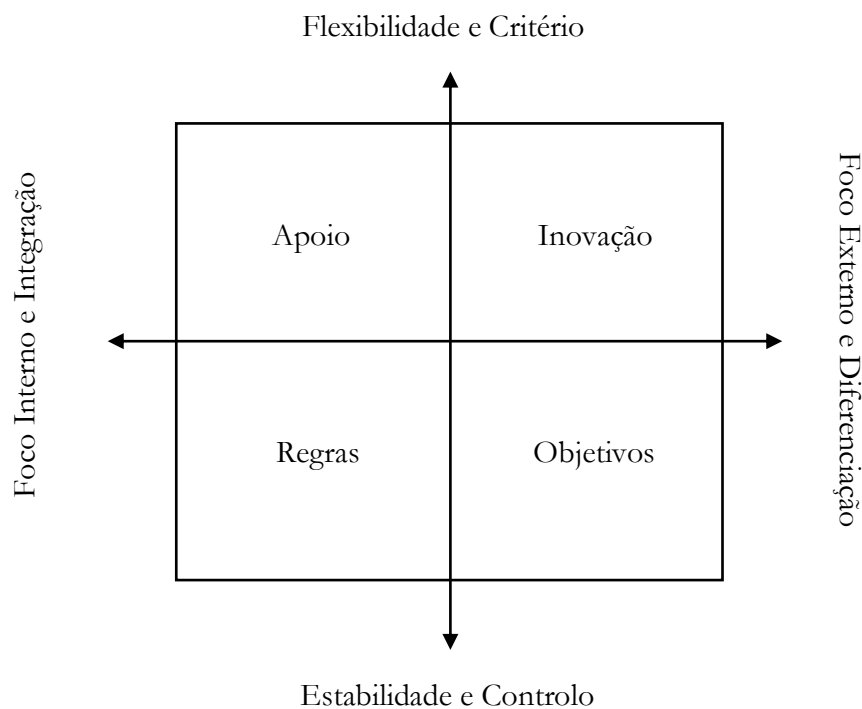 Flexibilidade e Critério
Foco Interno e Integração
Foco Externo e Diferenciação
Apoio
Inovação
Regras
Objetivos
Estabilidade e Controlo